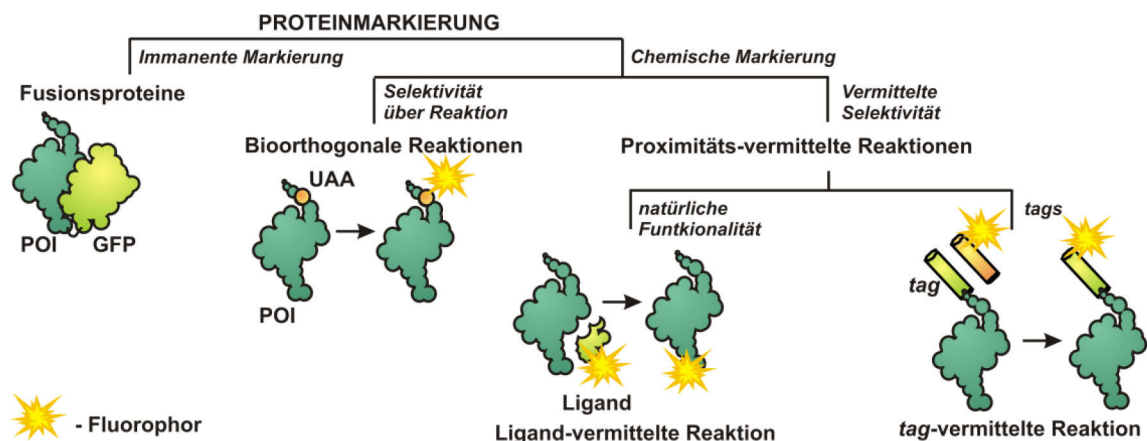 PROTEINMARKIERUNG
Immanente Markierung
Chemische Markierung
Fusionsproteine
Selektivität
über Reaktion
Vermittelte
Selektivität
Bioorthogonale Reaktionen
Proximitäts-vermittelte Reaktionen
UAA
POI
GFP
POI
natürliche
Funtkionalität
tags
tag
Ligand
Ligand-vermittelte Reaktion
tag-vermittelte Reaktion
- Fluorophor